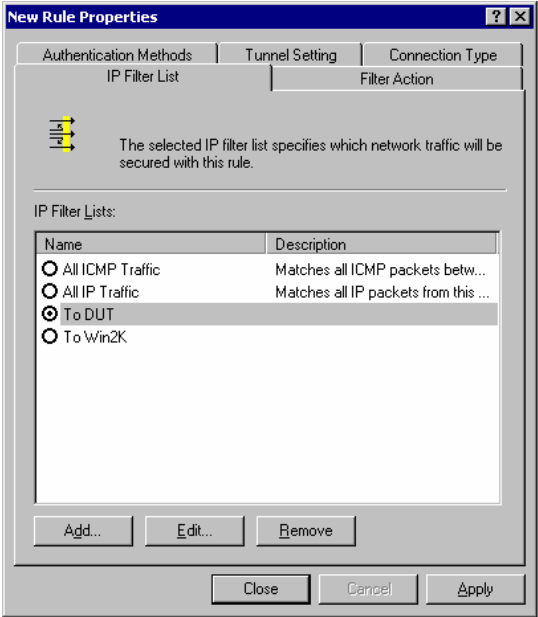 New Rule Properties
Authentication Methods Tunnel Setting Connection Type
IP Filter List Filter Action
The selected IP filter list specifies which network traffic will be
secured with this rule.
IP Filter Lists:
Name Description
All ICMP Traffic Matches all ICMP packets betw...
All IP Traffic Matches all IP packets from this ...
To DUT
To Win2K
Add... Edit... Remove
Close Cancel Apply